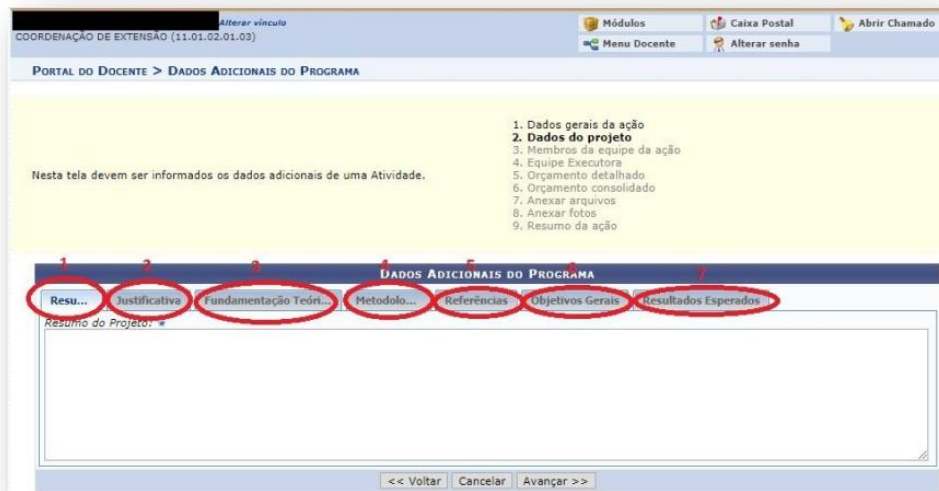 Alterar vínculo
COORDENAÇÃO DE EXTENSÃO (11.01.02.01.03)
Módulos
Caixa Postal
Abrir Chamado
Menu Docente
Alterar senha
PORTAL DO DOCENTE > DADOS ADICIONAIS DO PROGRAMA
Nesta tela devem ser informados os dados adicionais de uma Atividade.
1. Dados gerais da ação
2. Dados do projeto
3. Membros da equipe da ação
4. Equipe Executora
5. Orçamento detalhado
6. Orçamento consolidado
7. Anexar arquivos
8. Anexar fotos
9. Resumo da ação
1 2 3 4 5 6 7
DADOS ADICIONAIS DO PROGRAMA
Resu... Justificativa Fundamentação Teóri... Metodolo... Referências Objetivos Gerais Resultados Esperados
Resumo do Projeto:
<< Voltar Cancelar Avançar >>